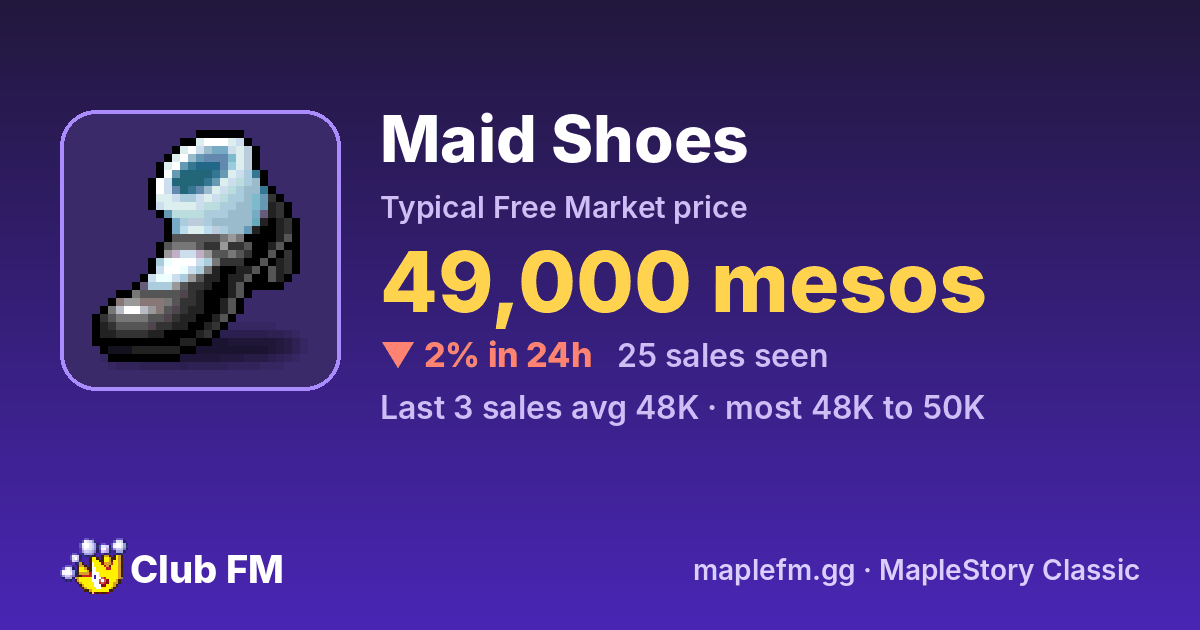 Maid Shoes
Typical Free Market price
49,000 mesos
▼ 2% in 24h 25 sales seen
Last 3 sales avg 48K · most 48K to 50K
Club FM
maplefm.gg · MapleStory Classic